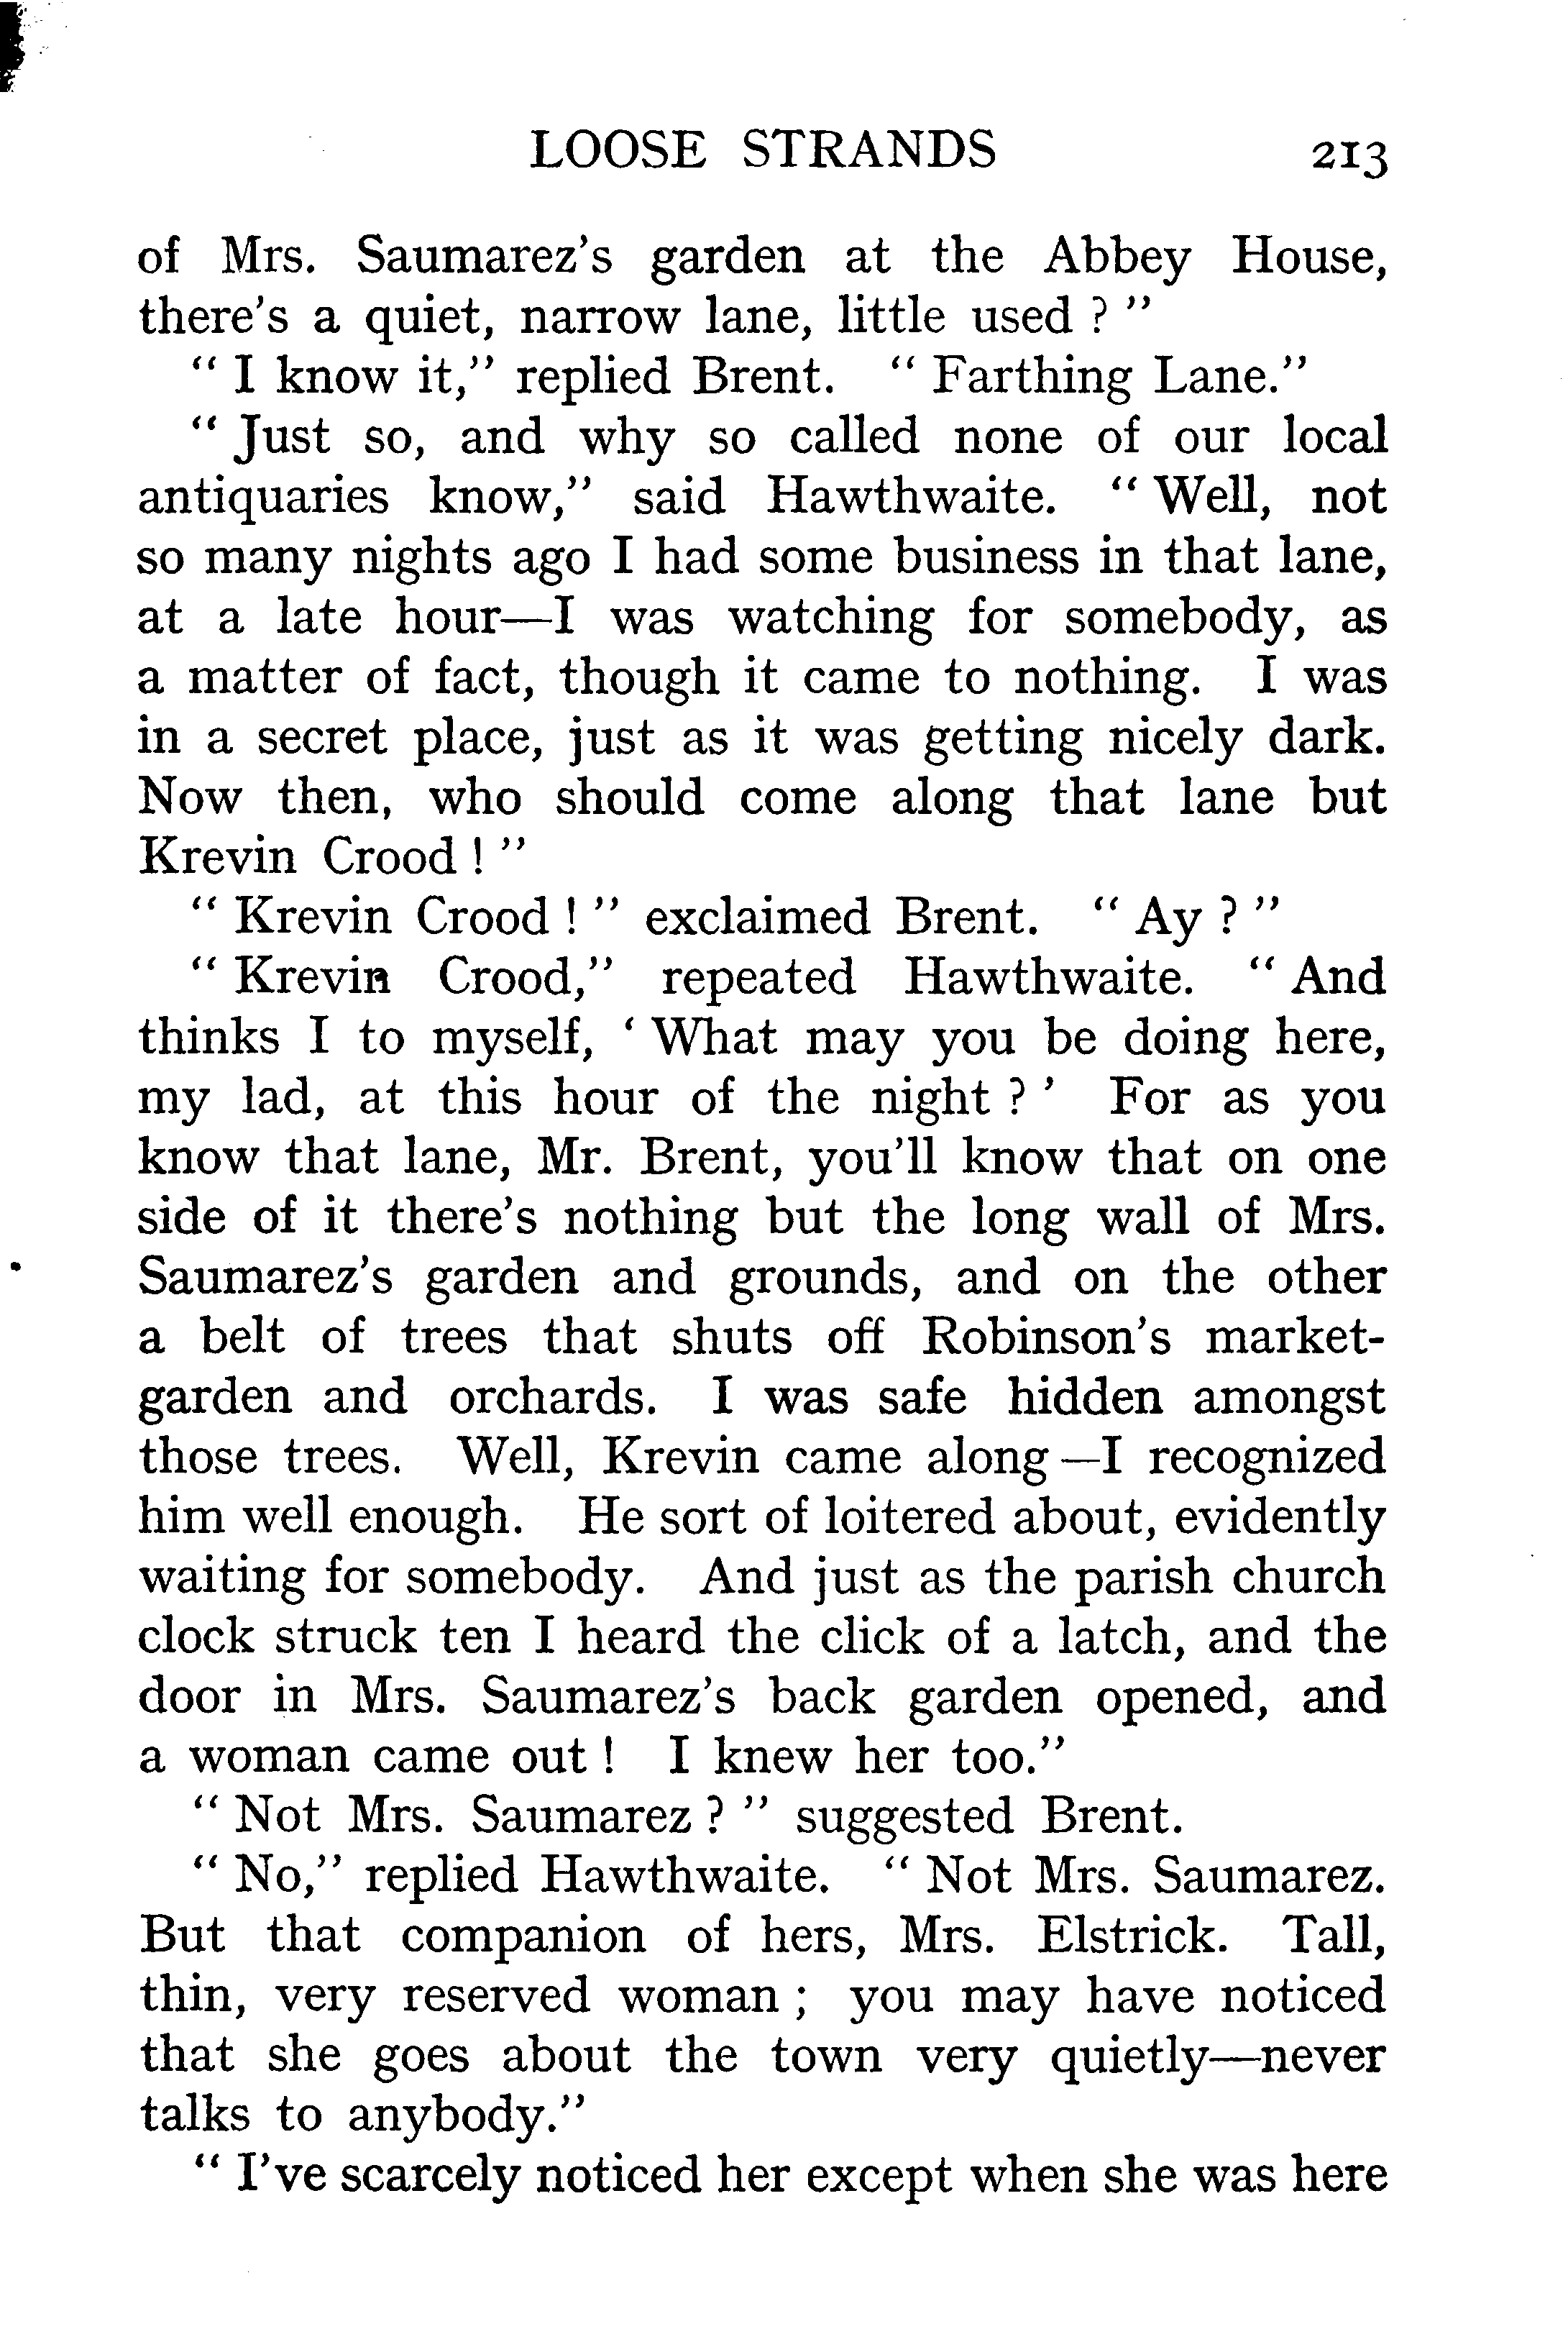 LOOSE STRANDS 213
of Mrs. Saumarez's garden at the Abbey House,
there's a quiet, narrow lane, little used ? "
" I know it," replied Brent. " Farthing Lane."
" Just so, and why so called none of our local
antiquaries know," said Hawthwaite. " Well, not
so many nights ago I had some business in that lane,
at a late hour—I was watching for somebody, as
a matter of fact, though it came to nothing. I was
in a secret place, just as it was getting nicely dark.
Now then, who should come along that lane but
Krevin Crood ! "
" Krevin Crood ! " exclaimed Brent. " Ay ? "
" Krevin Crood," repeated Hawthwaite. " And
thinks I to myself, ' What may you be doing here,
my lad, at this hour of the night ? ' For as you
know that lane, Mr. Brent, you'll know that on one
side of it there's nothing but the long wall of Mrs.
Saumarez's garden and grounds, and on the other
a belt of trees that shuts off Robinson's market-
garden and orchards. I was safe hidden amongst
those trees. Well, Krevin came along—I recognized
him well enough. He sort of loitered about, evidently
waiting for somebody. And just as the parish church
clock struck ten I heard the click of a latch, and the
door in Mrs. Saumarez's back garden opened, and
a woman came out ! I knew her too."
" Not Mrs. Saumarez ? " suggested Brent.
" No," replied Hawthwaite. " Not Mrs. Saumarez.
But that companion of hers, Mrs. Elstrick. Tall,
thin, very reserved woman ; you may have noticed
that she goes about the town very quietly—never
talks to anybody."
" I've scarcely noticed her except when she was here